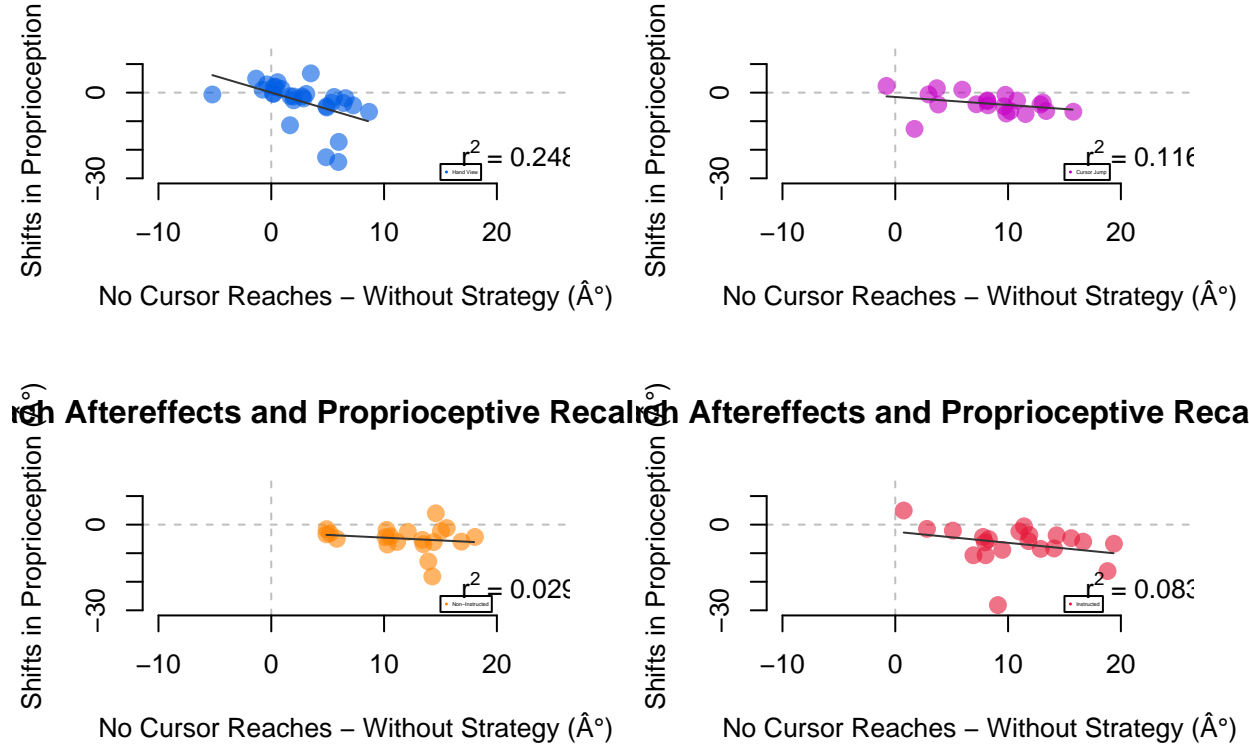 Shifts in Proprioception
0
−30
r2 = 0.248
Hand View
−10 0 10 20
No Cursor Reaches − Without Strategy (Â°)
Shifts in Proprioception
0
−30
r2 = 0.116
Cursor Jump
−10 0 10 20
No Cursor Reaches − Without Strategy (Â°)
Aftereffects and Proprioceptive Recal
Shifts in Proprioception (Â°)
0
−30
r2 = 0.029
Non−Instructed
−10 0 10 20
No Cursor Reaches − Without Strategy (Â°)
Aftereffects and Proprioceptive Reca
Shifts in Proprioception (Â°)
0
−30
r2 = 0.083
Instructed
−10 0 10 20
No Cursor Reaches − Without Strategy (Â°)